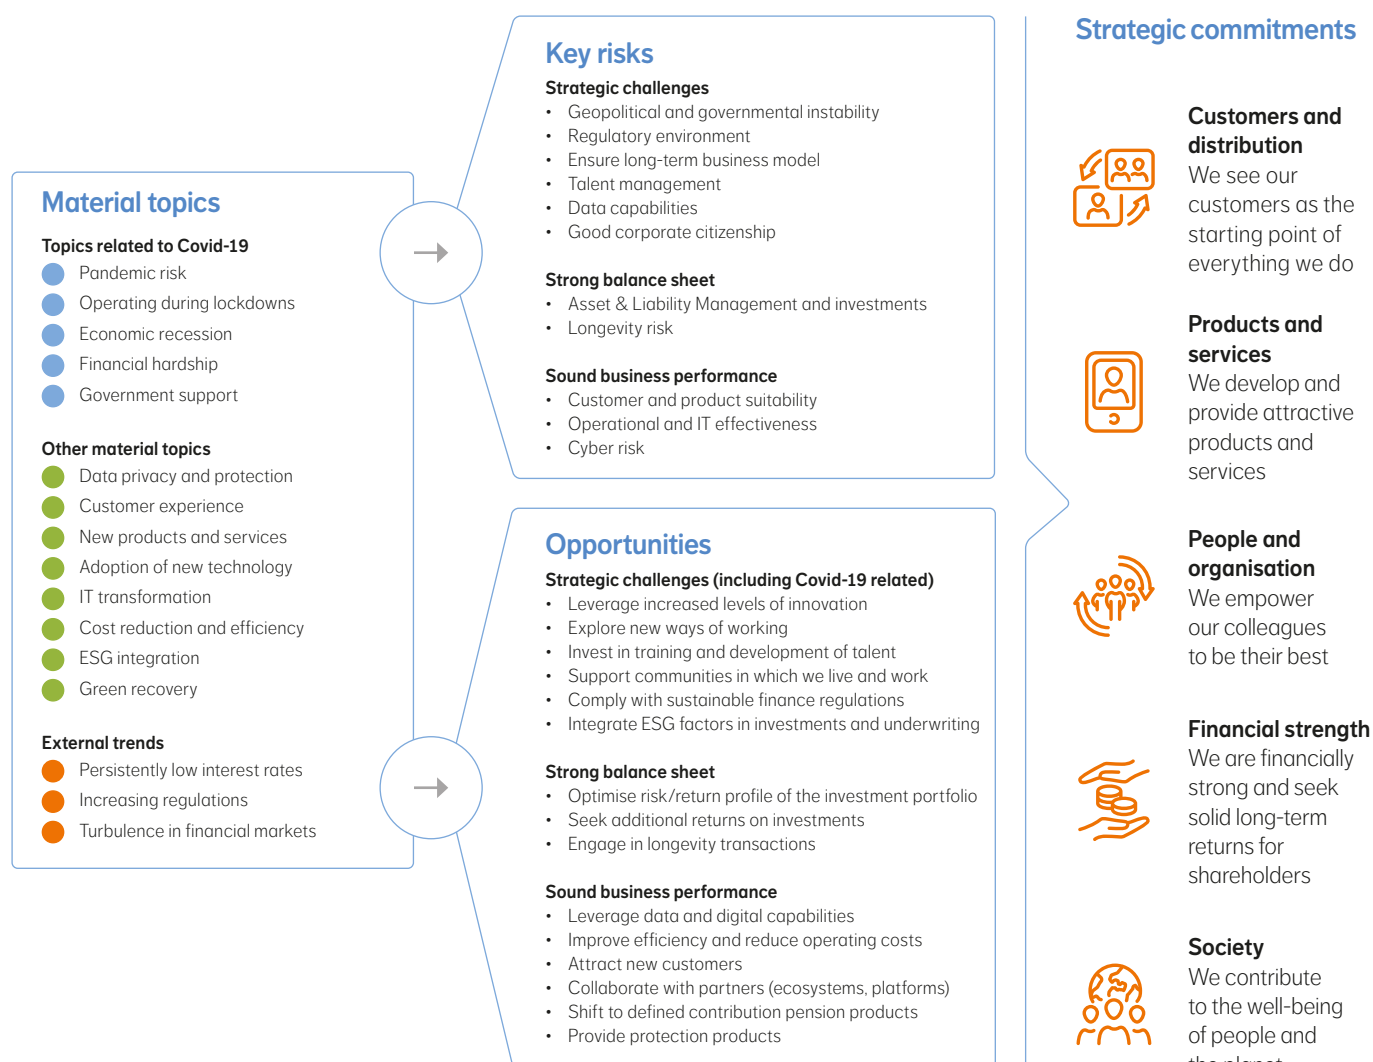 Material topics
Topics related to Covid-19
Pandemic risk
Operating during lockdowns
Economic recession
Financial hardship
Government support
Other material topics
Data privacy and protection
Customer experience
New products and services
Adoption of new technology
IT transformation
Cost reduction and efficiency
ESG integration
Green recovery
External trends
Persistently low interest rates
Increasing regulations
Turbulence in financial markets
Key risks
Strategic challenges
• Geopolitical and governmental instability
• Regulatory environment
• Ensure long-term business model
• Talent management
• Data capabilities
• Good corporate citizenship
Strong balance sheet
• Asset & Liability Management and investments
• Longevity risk
Sound business performance
• Customer and product suitability
• Operational and IT effectiveness
• Cyber risk
Opportunities
Strategic challenges (including Covid-19 related)
• Leverage increased levels of innovation
• Explore new ways of working
• Invest in training and development of talent
• Support communities in which we live and work
• Comply with sustainable finance regulations
• Integrate ESG factors in investments and underwriting
Strong balance sheet
• Optimise risk/return profile of the investment portfolio
• Seek additional returns on investments
• Engage in longevity transactions
Sound business performance
• Leverage data and digital capabilities
• Improve efficiency and reduce operating costs
• Attract new customers
• Collaborate with partners (ecosystems, platforms)
• Shift to defined contribution pension products
• Provide protection products
Strategic commitments
Customers and
distribution
We see our
customers as the
starting point of
everything we do
Products and
services
We develop and
provide attractive
products and
services
People and
organisation
We empower
our colleagues
to be their best
Financial strength
We are financially
strong and seek
solid long-term
returns for
shareholders
Society
We contribute
to the well-being
of people and
the planet